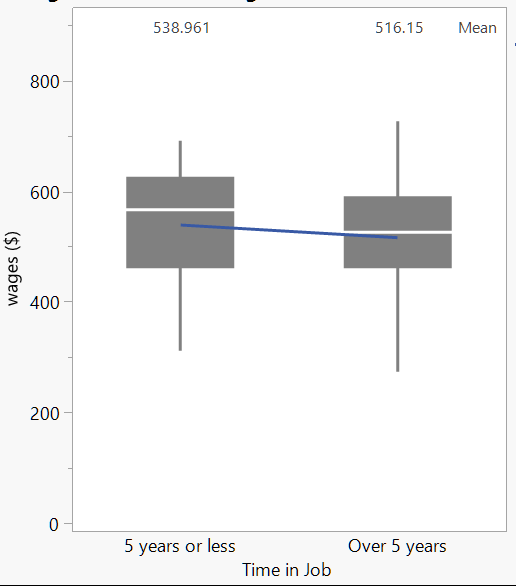 538.961 516.15 Mean
800
600
400
200
0
wages ($)
5 years or less Over 5 years
Time in Job